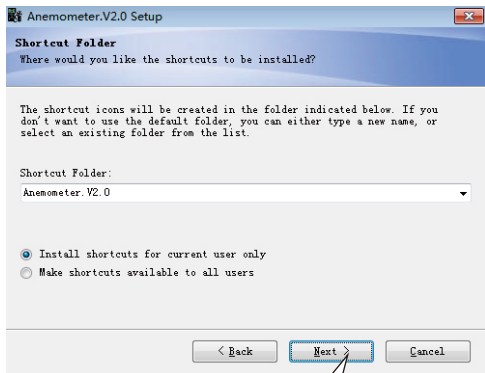 Anemometer.V2.0 Setup
Shortcut Folder
Where would you like the shortcuts to be installed?
The shortcut icons will be created in the folder indicated below. If you
don't want to use the default folder, you can either type a new name, or
select an existing folder from the list.
Shortcut Folder:
Anemometer.V2.0
Install shortcuts for current user only
Make shortcuts available to all users
< Back
Next >
Cancel